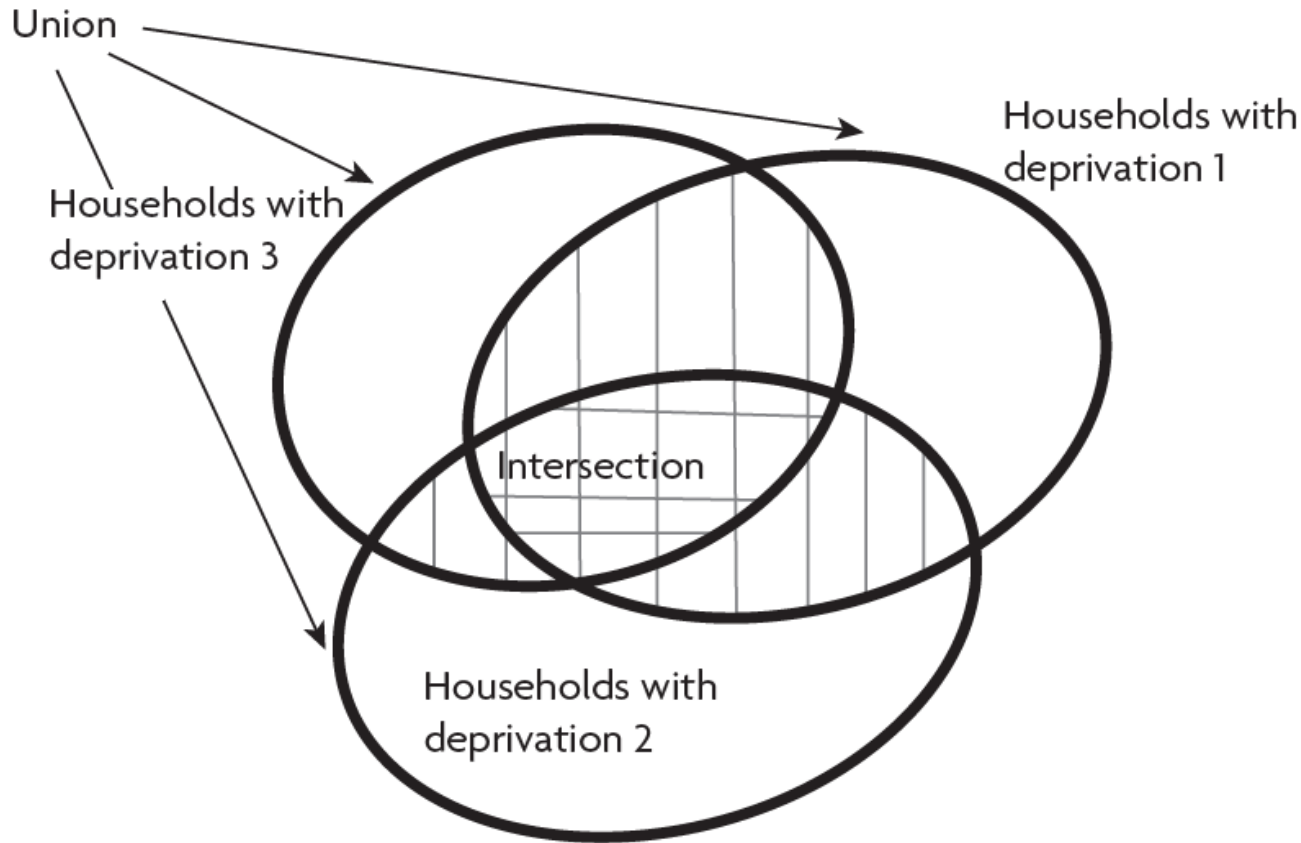 Union
Households with
deprivation 1
Households with
deprivation 3
Intersection
Households with
deprivation 2